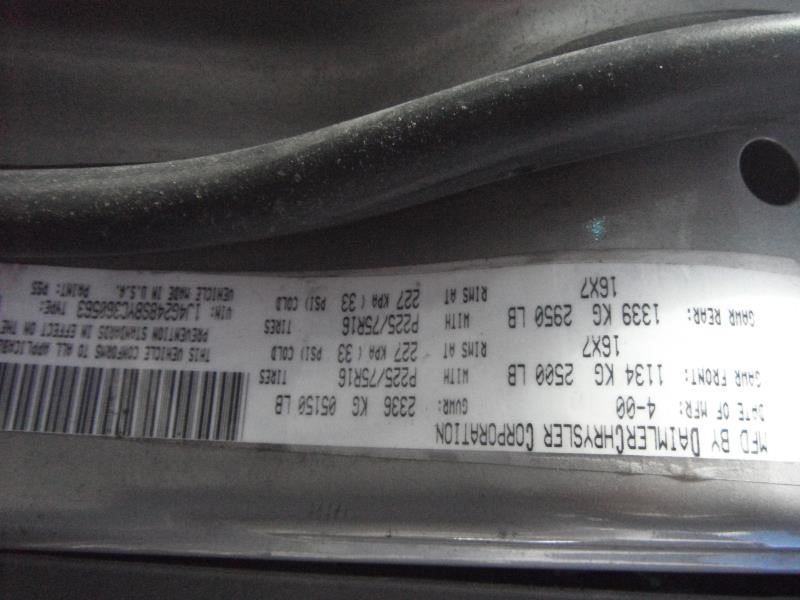 MFD BY DAIMLERCHRYSLER CORPORATION
DATE OF MFR: 4-00 GVWR: 2336 KG 05150 LB
GAWR FRONT: WITH TIRES
1134 KG 2500 LB P225/75R16
RIMS AT
16X7 227 KPA ( 33 PSI) COLD
GAWR REAR: WITH TIRES
1339 KG 2950 LB P225/75R16
RIMS AT
16X7 227 KPA ( 33 PSI) COLD
THIS VEHICLE CONFORMS TO ALL
PREVENTION STANDARDS IN EFFECT ON THE
VIN: TYPE:
VEHICLE MADE IN U.S.A. PAINT: PS5